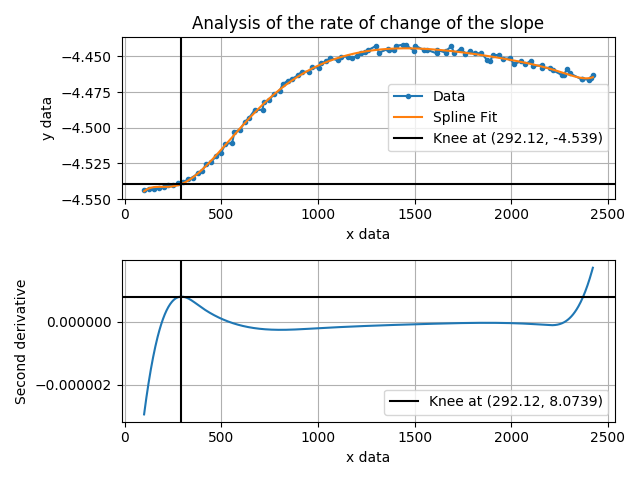 Analysis of the rate of change of the slope
y data
−4.450
−4.475
−4.500
−4.525
−4.550
Data
Spline Fit
Knee at (292.12, -4.539)
0
500
1000
1500
2000
2500
x data
Second derivative
0.000000
−0.000002
Knee at (292.12, 8.0739)
0
500
1000
1500
2000
2500
x data